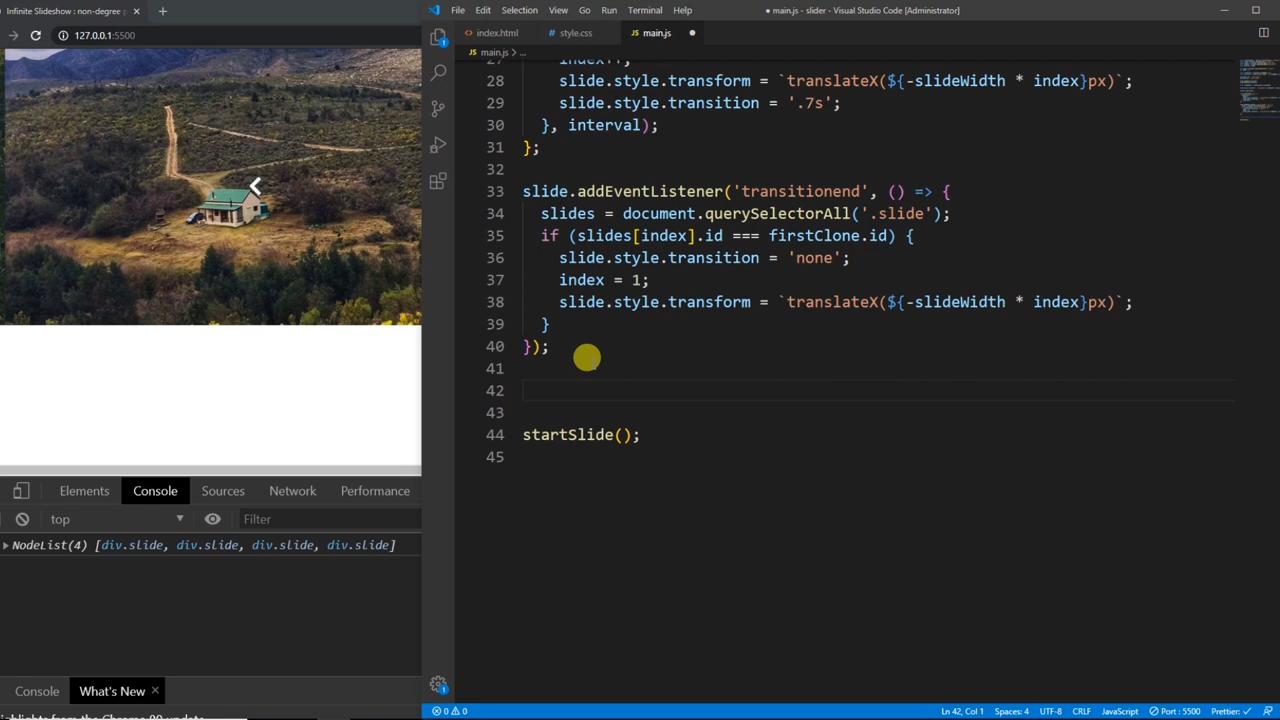 Infinite Slideshow : non-degree
127.0.0.1:5500
Elements Console Sources Network Performance
top Filter
NodeList(4) [div.slide, div.slide, div.slide, div.slide]
Console What's New
File Edit Selection View Go Run Terminal Help
● main.js - slider - Visual Studio Code [Administrator]
index.html style.css main.js
main.js > ...
27 index++;
28 slide.style.transform = `translateX(${-slideWidth * index}px)`;
29 slide.style.transition = '.7s';
30 }, interval);
31 };
32
33 slide.addEventListener('transitionend', () => {
34 slides = document.querySelectorAll('.slide');
35 if (slides[index].id === firstClone.id) {
36 slide.style.transition = 'none';
37 index = 1;
38 slide.style.transform = `translateX(${-slideWidth * index}px)`;
39 }
40 });
41
42
43
44 startSlide();
45
0 0 Ln 42, Col 1 Spaces: 4 UTF-8 CRLF JavaScript Port : 5500 Prettier: ✓